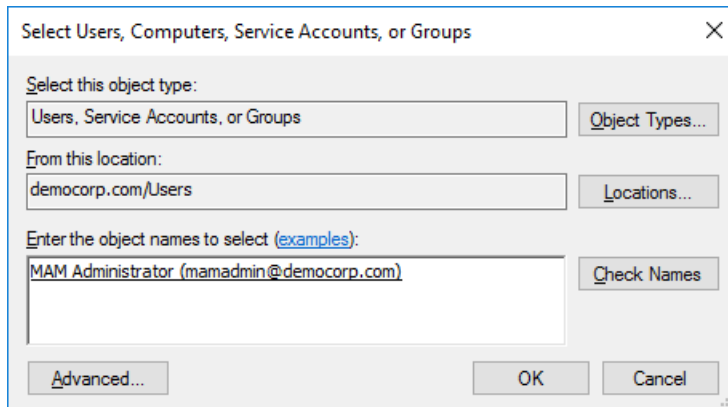 Select Users, Computers, Service Accounts, or Groups
Select this object type:
Users, Service Accounts, or Groups
Object Types...
From this location:
democorp.com/Users
Locations...
Enter the object names to select (examples):
MAM Administrator (mamadmin@democorp.com)
Check Names
Advanced...
OK
Cancel